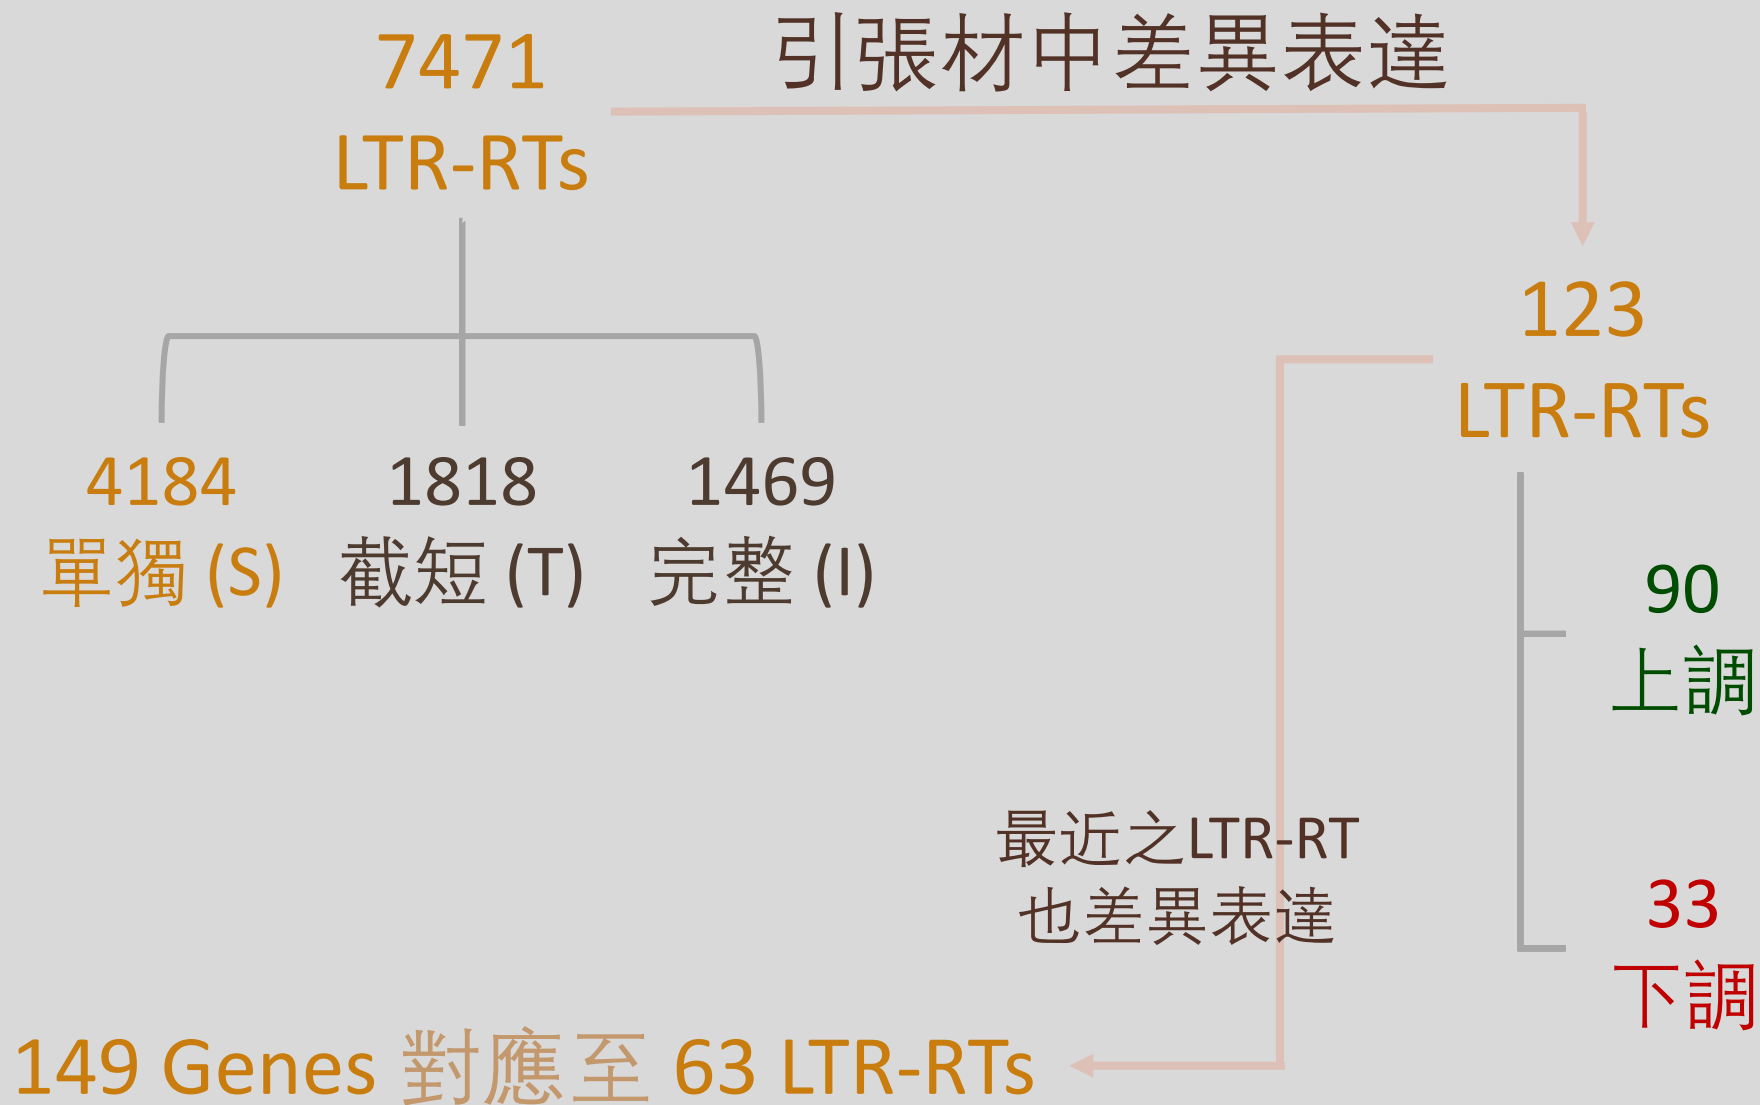 7471
LTR-RTs
引張材中差異表達
4184
單獨 (S)
1818
截短 (T)
1469
完整 (I)
123
LTR-RTs
90
上調
33
下調
最近之LTR-RT
也差異表達
149 Genes 對應至 63 LTR-RTs